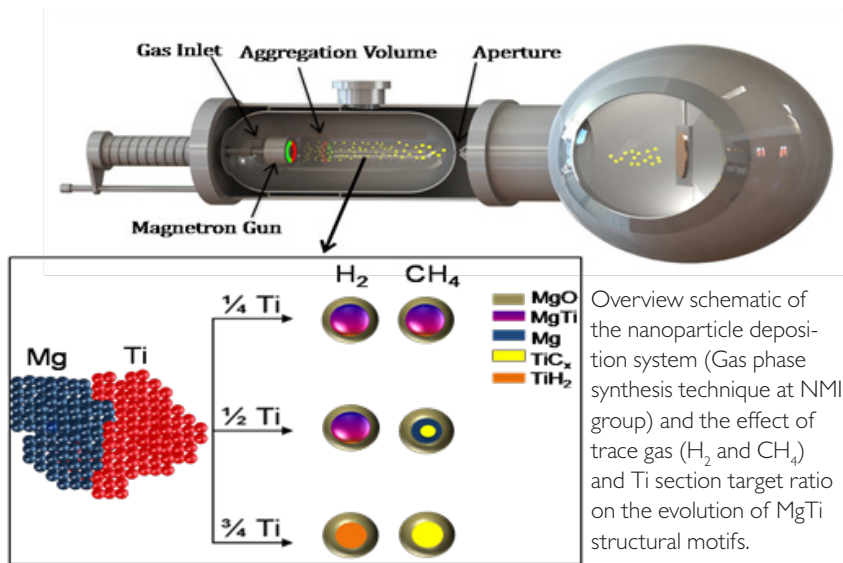 Gas Inlet
Aggregation Volume
Aperture
Magnetron Gun
H₂ CH₄
¼ Ti
Mg Ti
½ Ti
¾ Ti
MgO
MgTi
Mg
TiCₓ
TiH₂
Overview schematic of
the nanoparticle deposi-
tion system (Gas phase
synthesis technique at NMI
group) and the effect of
trace gas (H₂ and CH₄)
and Ti section target ratio
on the evolution of MgTi
structural motifs.